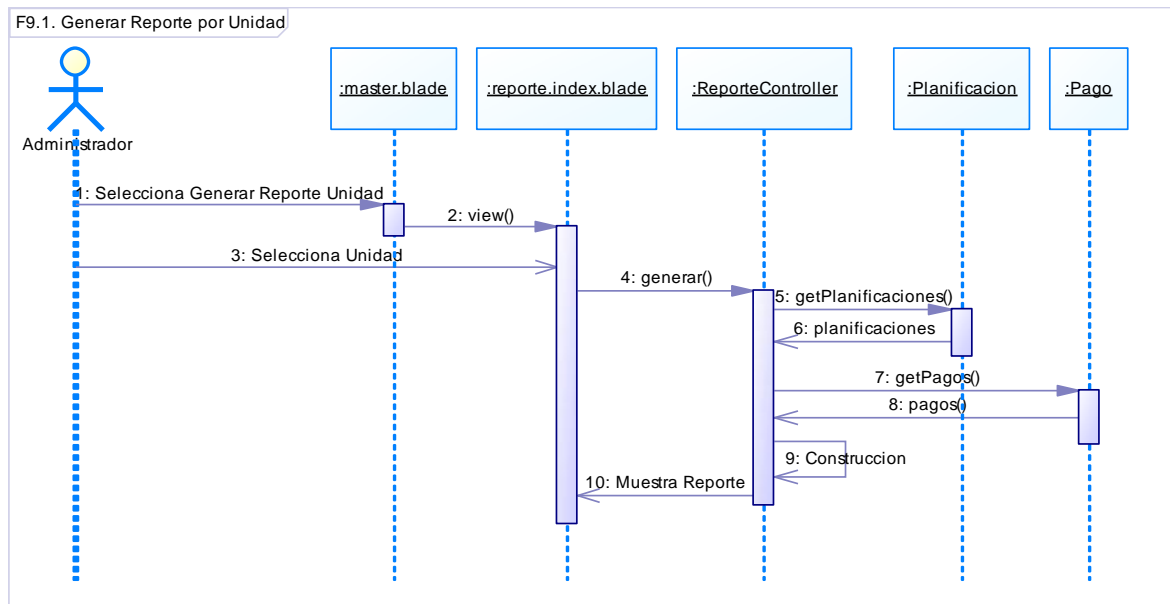 F9.1. Generar Reporte por Unidad
:master.blade
:reporte.index.blade
:ReporteController
:Planificacion
:Pago
Administrador
1: Selecciona Generar Reporte Unidad
2: view()
3: Selecciona Unidad
4: generar()
5: getPlanificaciones()
6: planificaciones
7: getPagos()
8: pagos()
9: Construccion
10: Muestra Reporte